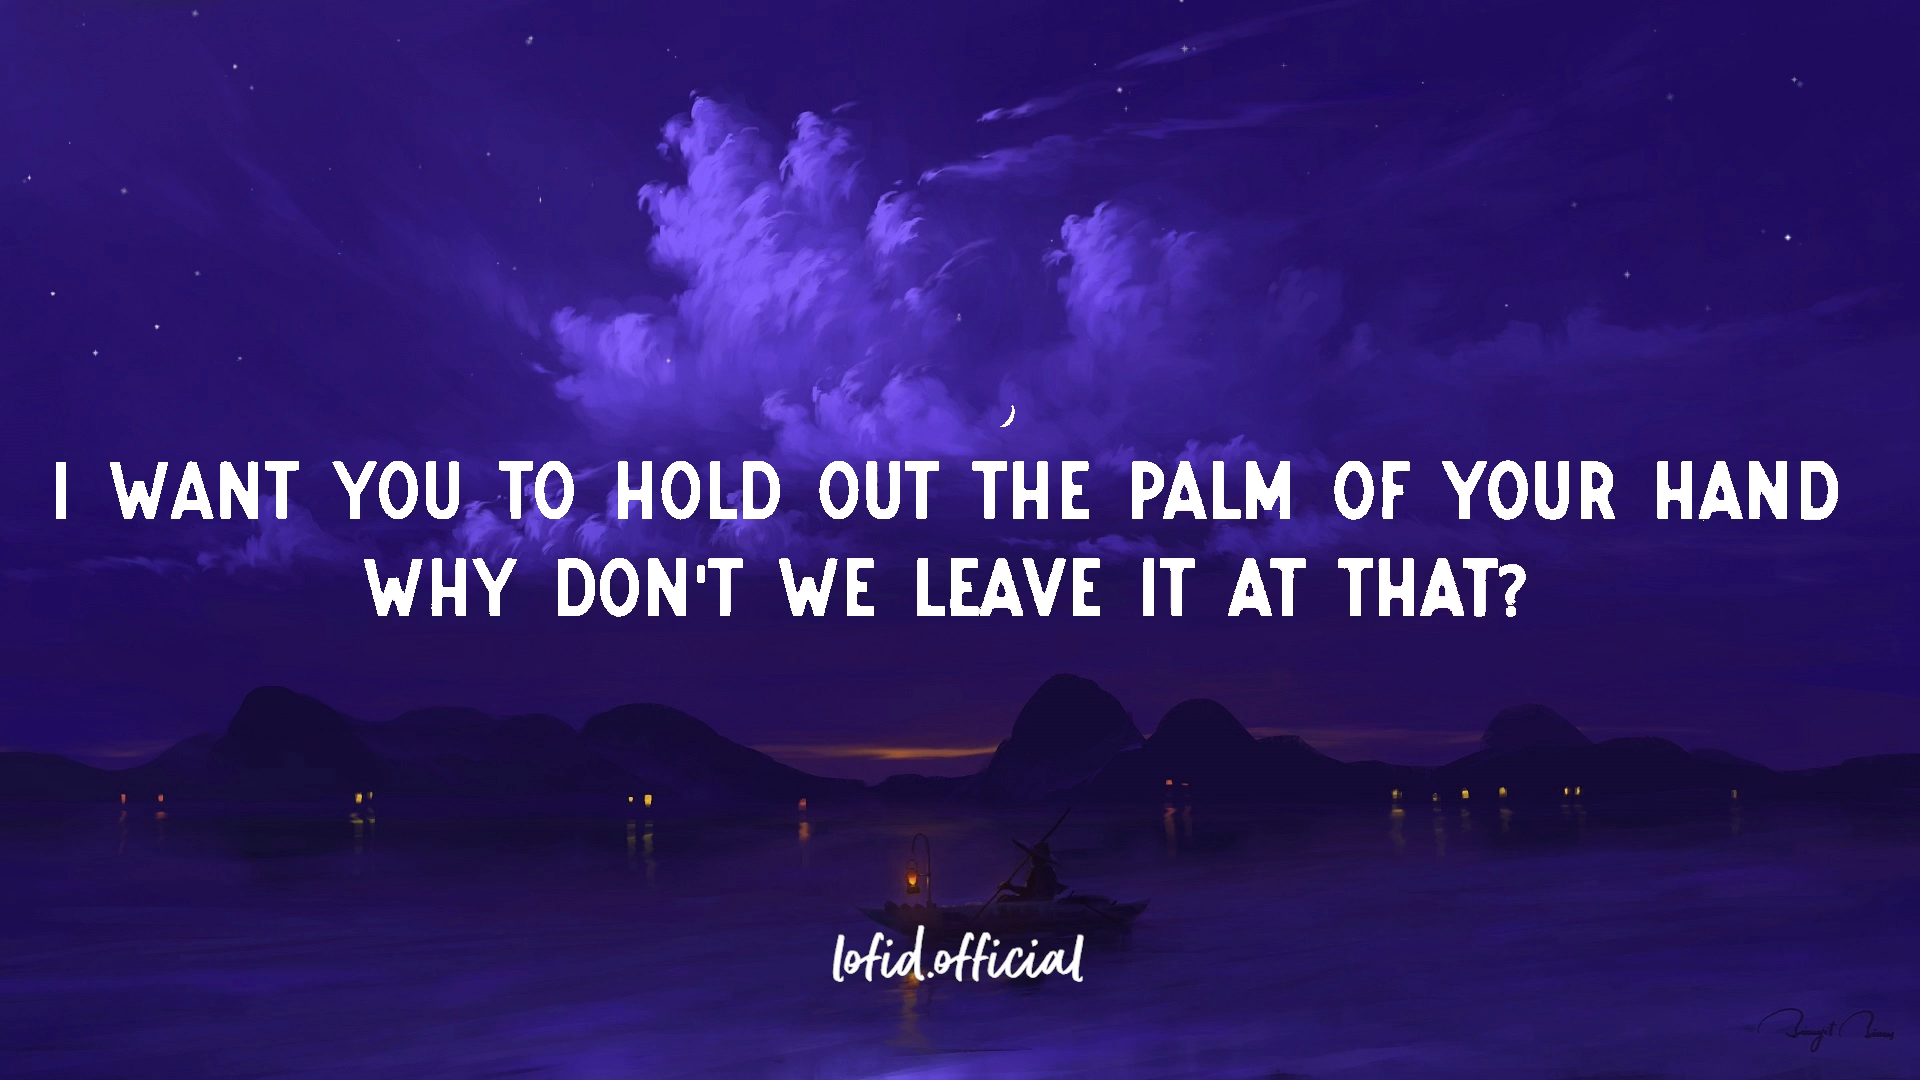 I WANT YOU TO HOLD OUT THE PALM OF YOUR HAND
WHY DON'T WE LEAVE IT AT THAT?
lofid.official